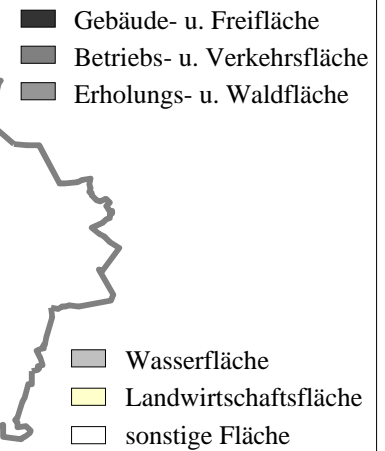 Gebäude- u. Freifläche
Betriebs- u. Verkehrsfläche
Erholungs- u. Waldfläche
Wasserfläche
Landwirtschaftsfläche
sonstige Fläche